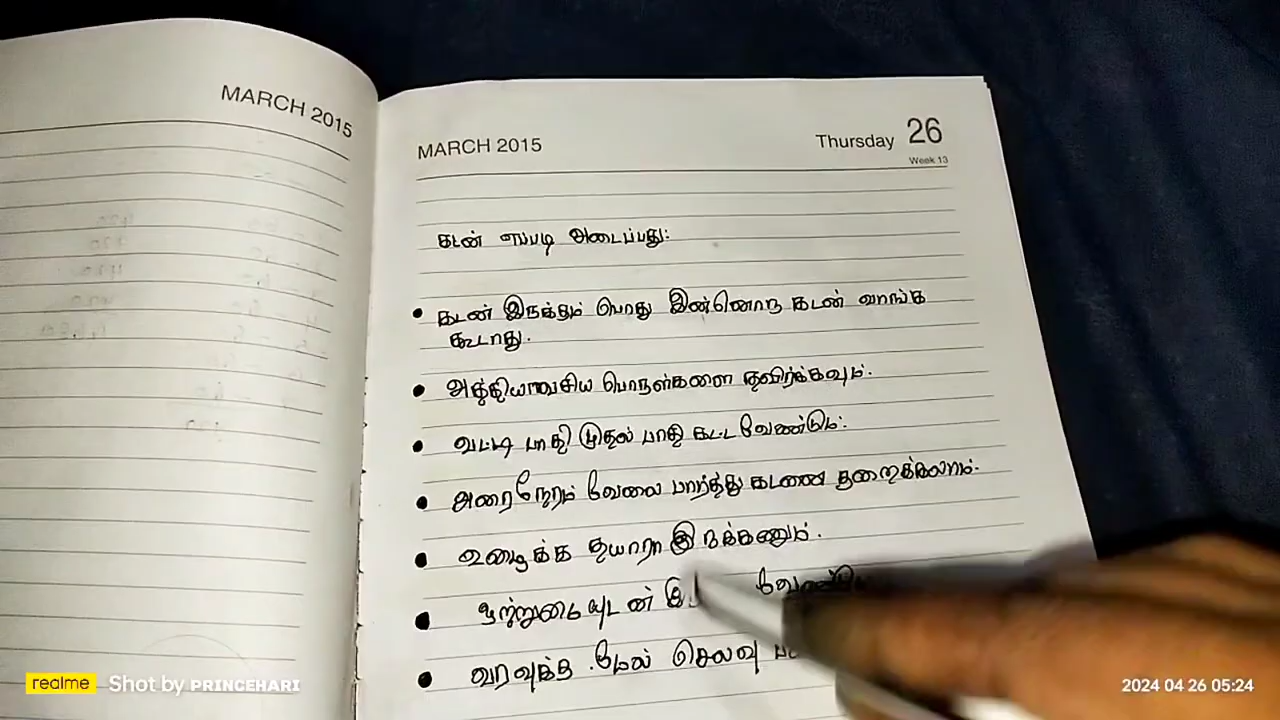 MARCH 2015
MARCH 2015
Thursday 26
Week 13
கடன் எப்படி அடைப்பது:
• கடன் இருக்கும் பொது இன்னொரு கடன் வாங்க
கூடாது.
• அத்தியாவசிய பொருள்களை தவிர்க்கவும்.
• வட்டி பாதி முதல் பாதி கட்ட வேண்டும்.
• அரைநேரம் வேலை பார்த்து கடணை குறைக்கலாம்.
• உழைக்க தயாரா இருக்கணும்.
• ஒற்றுமையுடன்
• வரவுக்கு மேல் செலவு
realme Shot by PRINCEHARI
2024 04 26 05:24